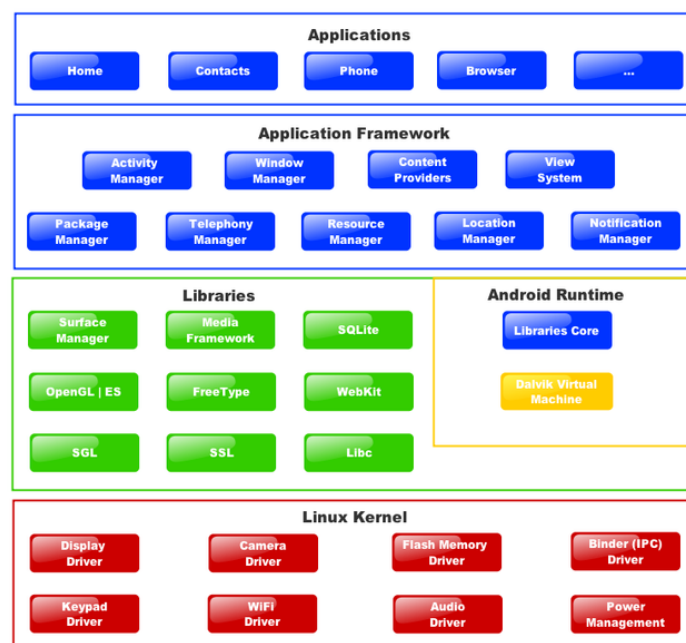 Applications
Home
Contacts
Phone
Browser
...
Application Framework
Activity
Manager
Window
Manager
Content
Providers
View
System
Package
Manager
Telephony
Manager
Resource
Manager
Location
Manager
Notification
Manager
Libraries
Surface
Manager
Media
Framework
SQLite
OpenGL | ES
FreeType
WebKit
SGL
SSL
Libc
Android Runtime
Libraries Core
Dalvik Virtual
Machine
Linux Kernel
Display
Driver
Camera
Driver
Flash Memory
Driver
Binder (IPC)
Driver
Keypad
Driver
WiFi
Driver
Audio
Driver
Power
Management